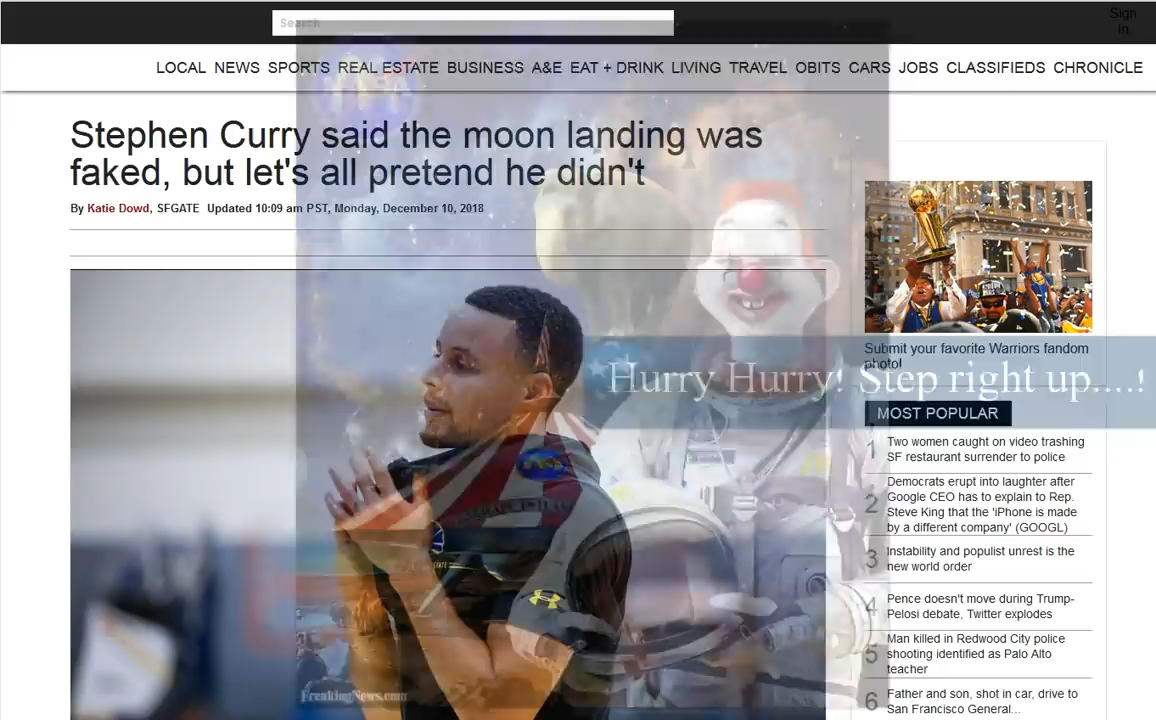 Search
Sign
In
LOCAL NEWS SPORTS REAL ESTATE BUSINESS A&E EAT + DRINK LIVING TRAVEL OBITS CARS JOBS CLASSIFIEDS CHRONICLE
Stephen Curry said the moon landing was
faked, but let's all pretend he didn't
By Katie Dowd, SFGATE Updated 10:09 am PST, Monday, December 10, 2018
Submit your favorite Warriors fandom
photo!
Hurry Hurry! Step right up....!
MOST POPULAR
1 Two women caught on video trashing
SF restaurant surrender to police
2 Democrats erupt into laughter after
Google CEO has to explain to Rep.
Steve King that the 'iPhone is made
by a different company' (GOOGL)
3 Instability and populist unrest is the
new world order
4 Pence doesn't move during Trump-
Pelosi debate, Twitter explodes
5 Man killed in Redwood City police
shooting identified as Palo Alto
teacher
6 Father and son, shot in car, drive to
San Francisco General...
FreakingNews.com